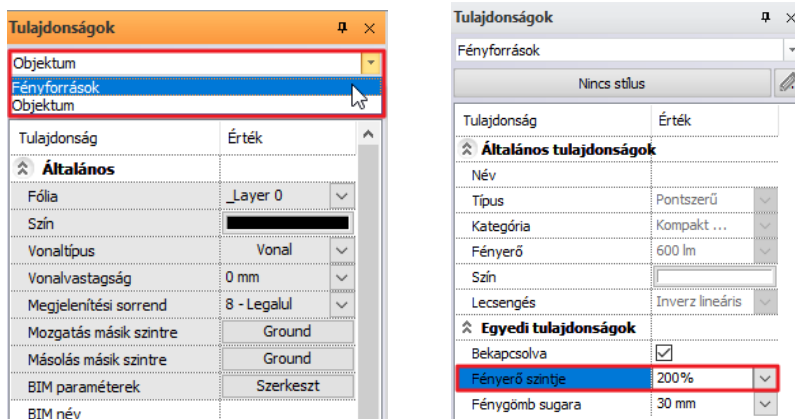 Tulajdonságok
Objektum
Fényforrások
Objektum
Tulajdonság Érték
Általános
Fólia _Layer 0
Szín
Vonaltípus Vonal
Vonalvastagság 0 mm
Megjelenítési sorrend 8 - Legalul
Mozgatás másik szintre Ground
Másolás másik szintre Ground
BIM paraméterek Szerkeszt
BIM név
Tulajdonságok
Fényforrások
Nincs stílus
Tulajdonság Érték
Általános tulajdonságok
Név
Típus Pontszerű
Kategória Kompakt ...
Fényerő 600 lm
Szín
Lecsengés Inverz lineáris
Egyedi tulajdonságok
Bekapcsolva
Fényerő szintje 200%
Fénygömb sugara 30 mm